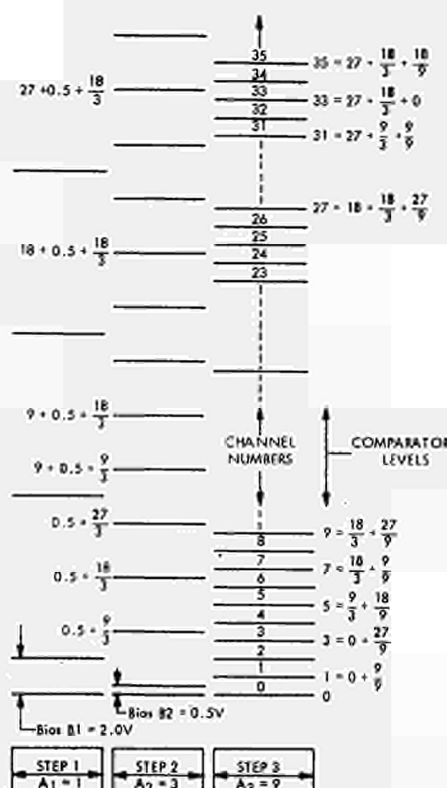 35
35 = 27 + 18/3 + 18/9
34
27 + 0.5 + 18/3
33
33 = 27 + 18/3 + 0
32
31
31 = 27 + 9/3 + 9/9
27 = 18 + 18/3 + 27/9
26
25
18 + 0.5 + 18/3
24
23
9 + 0.5 + 18/3
CHANNEL
NUMBERS
COMPARATOR
LEVELS
9 + 0.5 + 9/3
0.5 + 27/3
8
9 = 18/3 + 27/9
7
7 = 18/3 + 9/9
0.5 + 18/3
6
5
5 = 9/3 + 18/9
4
0.5 + 9/3
3
3 = 0 + 27/9
2
1
1 = 0 + 9/9
0
0
Bias B2 = 0.5V
Bias B1 = 2.0V
STEP 1
A1 = 1
STEP 2
A2 = 3
STEP 3
A3 = 9